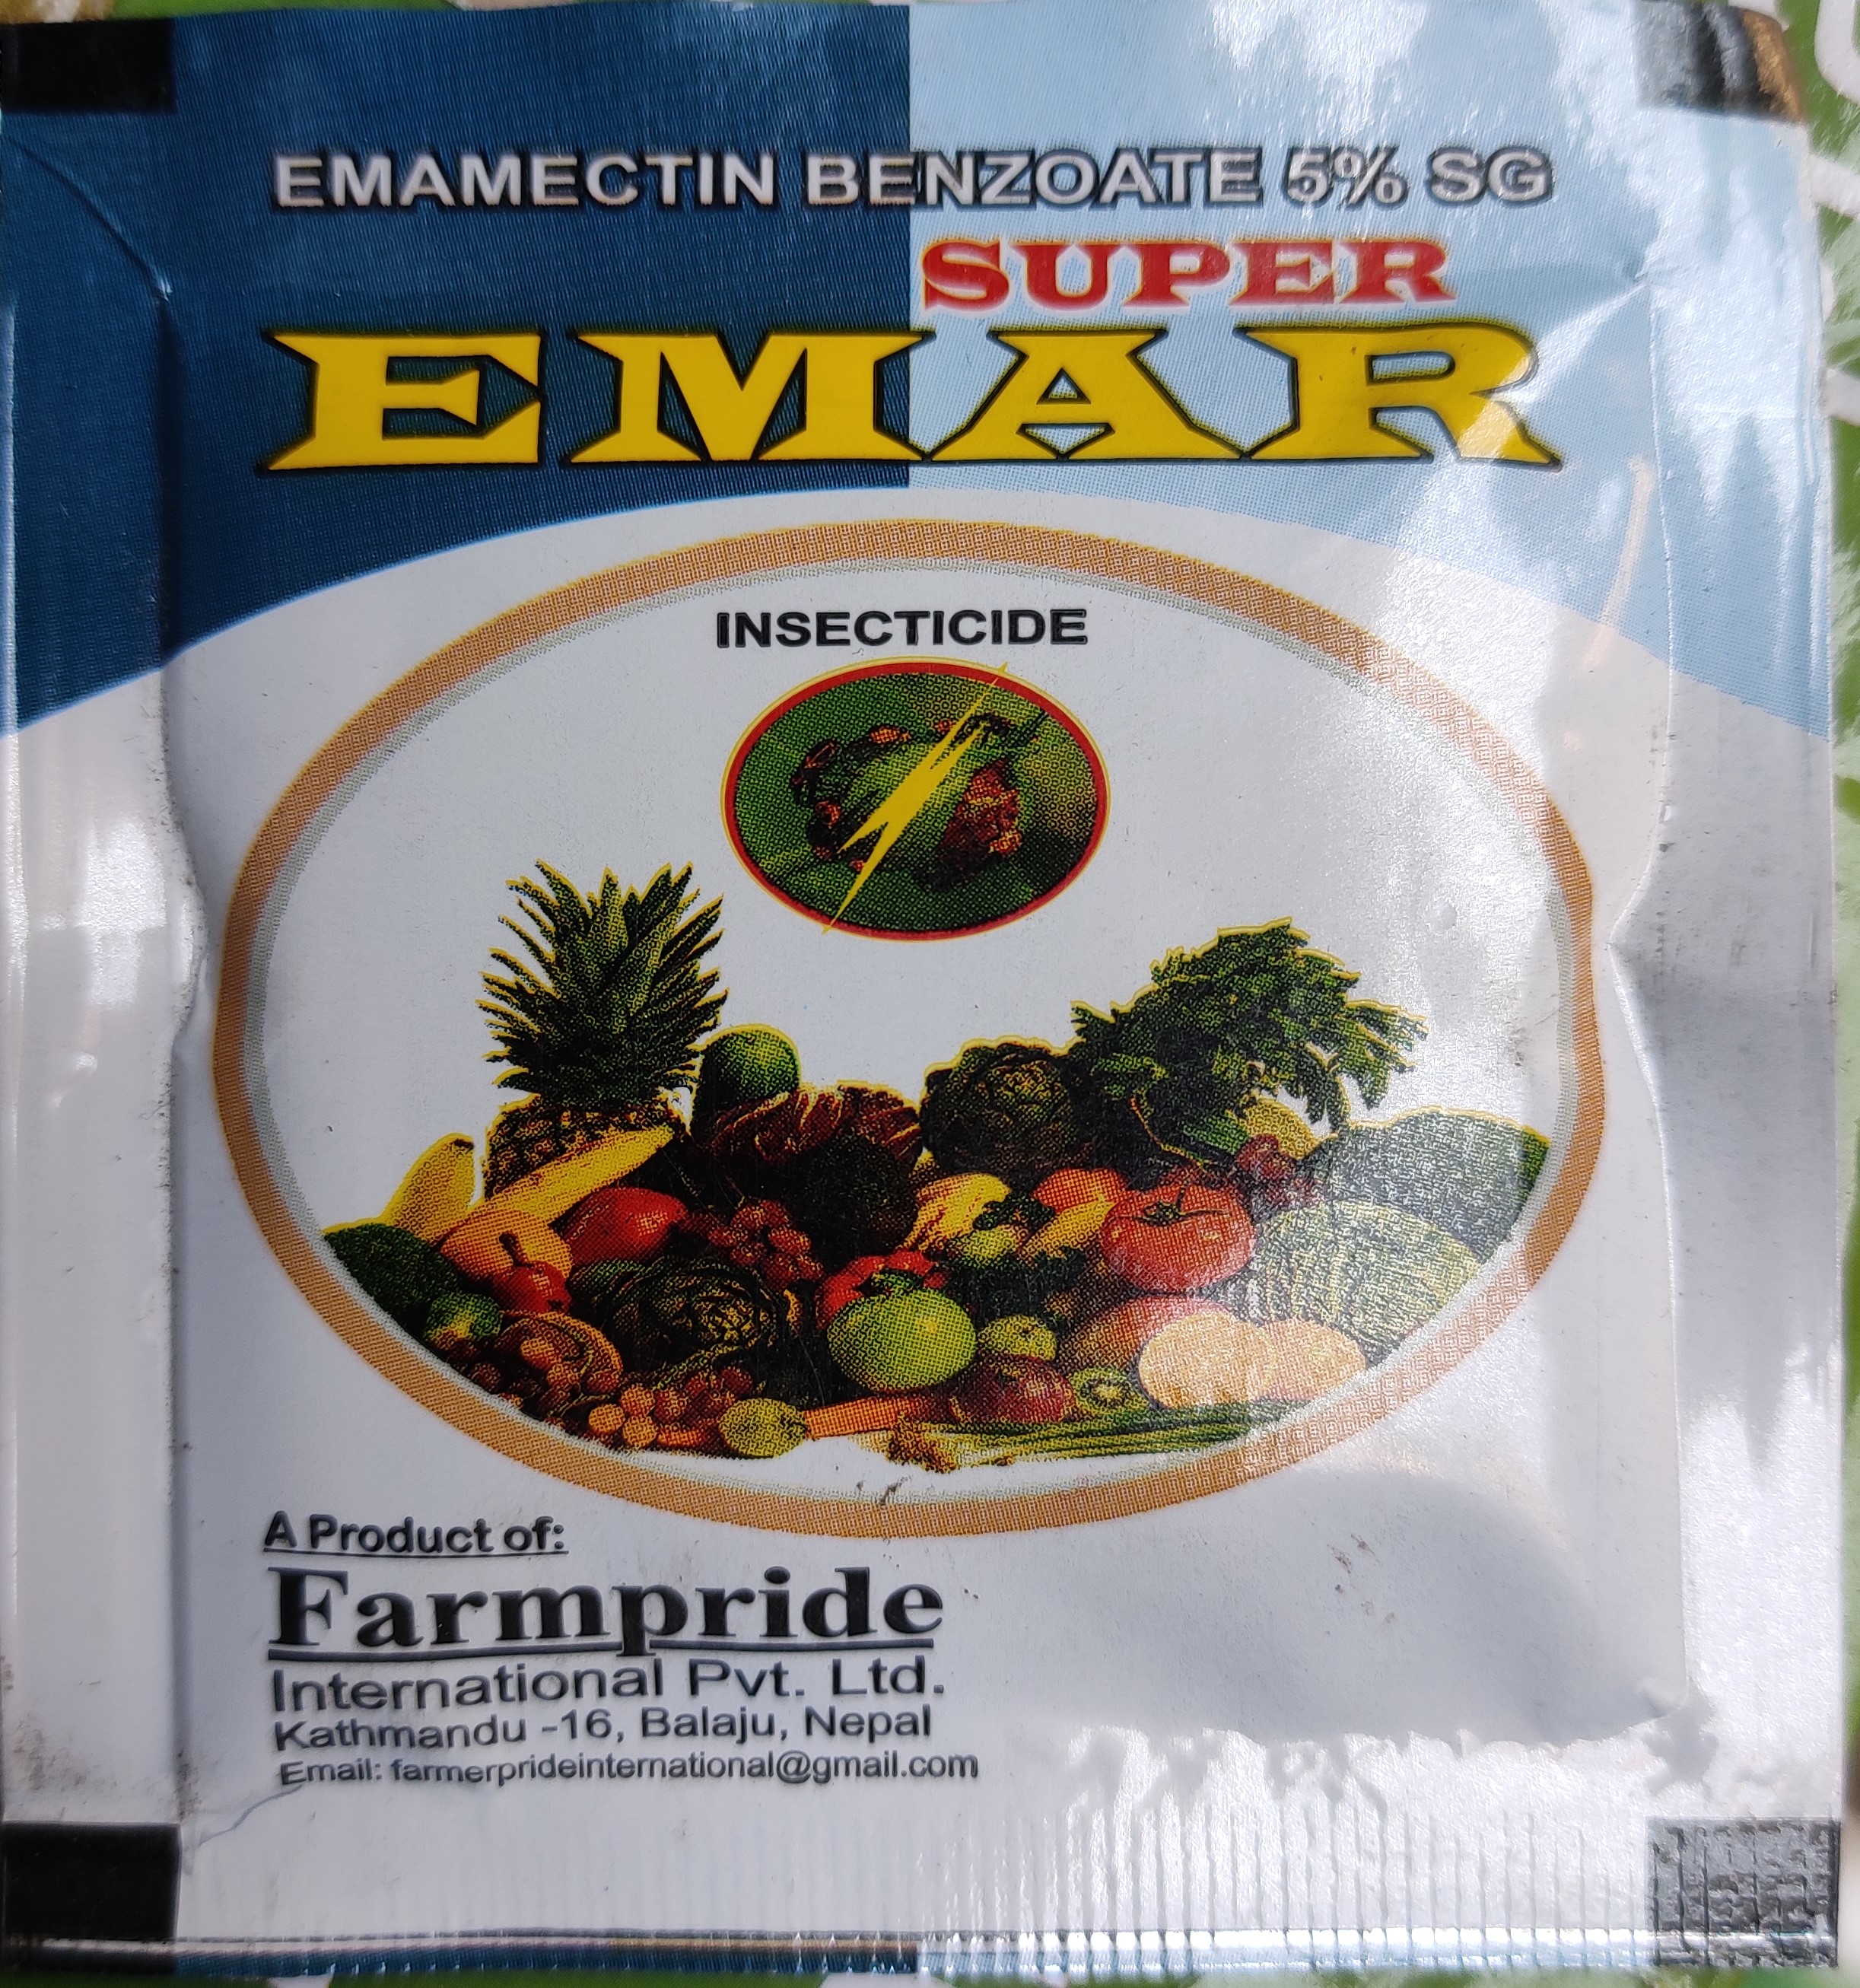 EMAMECTIN BENZOATE 5% SG
SUPER
EMAR
INSECTICIDE
A Product of:
Farmpride
International Pvt. Ltd.
Kathmandu -16, Balaju, Nepal
Email: farmerprideinternational@gmail.com